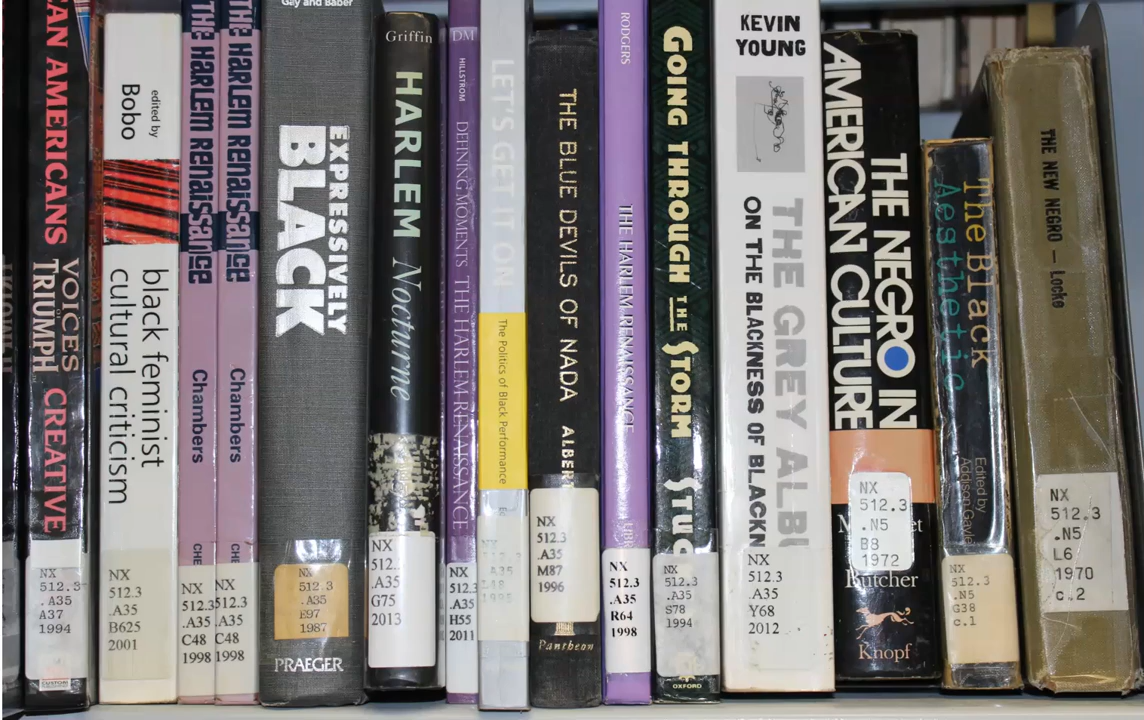 CAN AMERICANS
VOICES OF TRIUMPH
CREATIVE
NX
512.3
.A35
A37
1994
edited by
Bobo
black feminist
cultural criticism
NX
512.3
.A35
B625
2001
THE HARLEM RENAISSANCE
Chambers
CHE
NX
512.3
.A35
C48
1998
THE HARLEM RENAISSANCE
Chambers
CHE
NX
512.3
.A35
C48
1998
Gay and Baber
EXPRESSIVELY
BLACK
NX
512.3
.A35
E97
1987
PRAEGER
Griffin
HARLEM Nocturne
NX
512.
.A35
G75
2013
DM
HILLSTROM
DEFINING MOMENTS THE HARLEM RENAISSANCE
NX
512.3
.A35
H55
2011
LET'S GET IT ON
The Politics of Black Performance
THE BLUE DEVILS OF NADA
ALBER
NX
512.3
.A35
M87
1996
Pantheon
RODGERS
THE HARLEM RENAISSANCE
NX
512.3
.A35
R64
1998
GOING THROUGH THE STORM
STUC
NX
512.3
.A35
S78
1994
OXFORD
KEVIN
YOUNG
THE GREY ALBU
ON THE BLACKNESS OF BLACKN
NX
512.3
.A35
Y68
2012
THE NEGRO IN
AMERICAN CULTURE
NX
512.3
.N5
B8
1972
Butcher
Knopf
The Black
Aesthetic
Edited by
Addison Gayle
NX
512.3
.N5
G38
c.1
THE NEW NEGRO — Locke
NX
512.3
.N5
L6
1970
c.2